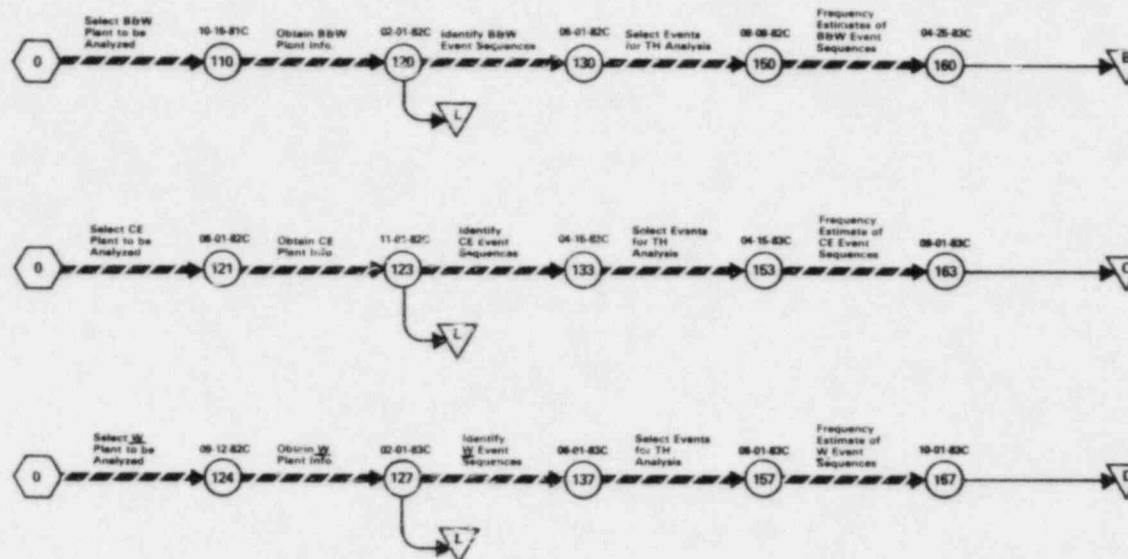 Select B&W
Plant to be
Analyzed
10-15-81C
Obtain B&W
Plant Info.
02-01-82C
Identify B&W
Event Sequences
06-01-82C
Select Events
for TH Analysis
08-08-82C
Frequency
Estimates of
B&W Event
Sequences
04-25-83C
0
110
120
130
150
160
L
Select CE
Plant to be
Analyzed
08-01-82C
Obtain CE
Plant Info
11-01-82C
Identify
CE Event
Sequences
04-15-82C
Select Events
for TH
Analysis
04-15-83C
Frequency
Estimate of
CE Event
Sequences
08-01-83C
0
121
123
133
153
163
L
Select W
Plant to be
Analyzed
09-12-82C
Obtain W
Plant Info.
02-01-83C
Identify
W Event
Sequences
06-01-83C
Select Events
for TH
Analysis
08-01-83C
Frequency
Estimate of
W Event
Sequences
10-01-83C
0
124
127
137
157
167
L